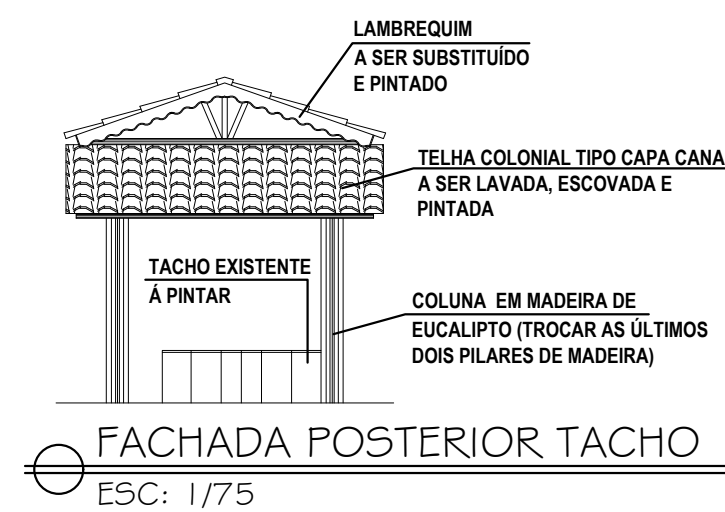 LAMBREQUIM
A SER SUBSTITUÍDO
E PINTADO
TELHA COLONIAL TIPO CAPA CANA
A SER LAVADA, ESCOVADA E
PINTADA
TACHO EXISTENTE
Á PINTAR
COLUNA EM MADEIRA DE
EUCALIPTO (TROCAR AS ÚLTIMOS
DOIS PILARES DE MADEIRA)
FACHADA POSTERIOR TACHO
ESC: 1/75